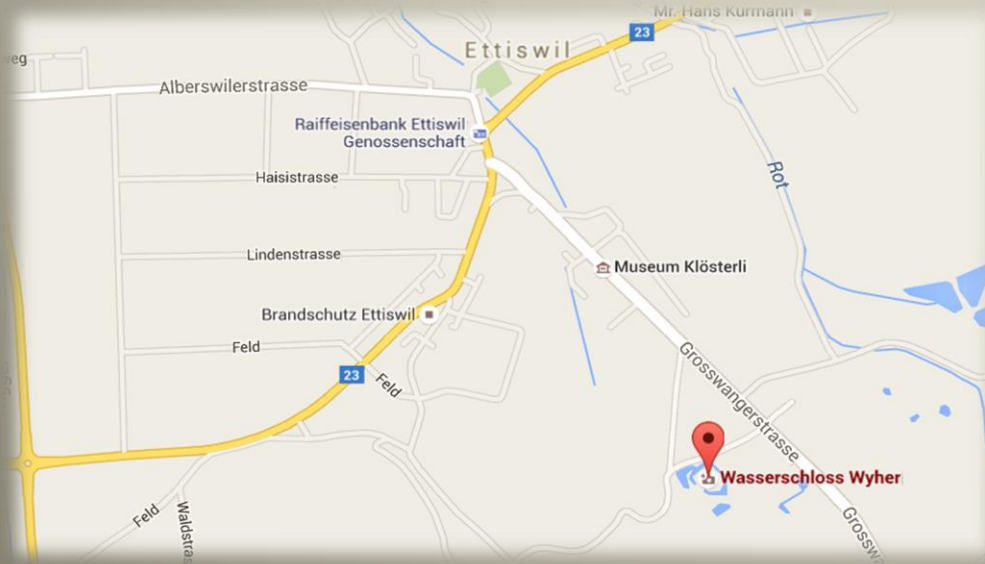 Mr. Hans Kurmann
23
Ettiswil
weg
Alberswilerstrasse
Raiffeisenbank Ettiswil
Genossenschaft
Haisistrasse
Rot
Lindenstrasse
Museum Klösterli
Brandschutz Ettiswil
Feld
23
Feld
Grosswangerstrasse
Wasserschloss Wyher
Feld
Waldstras
Grossw